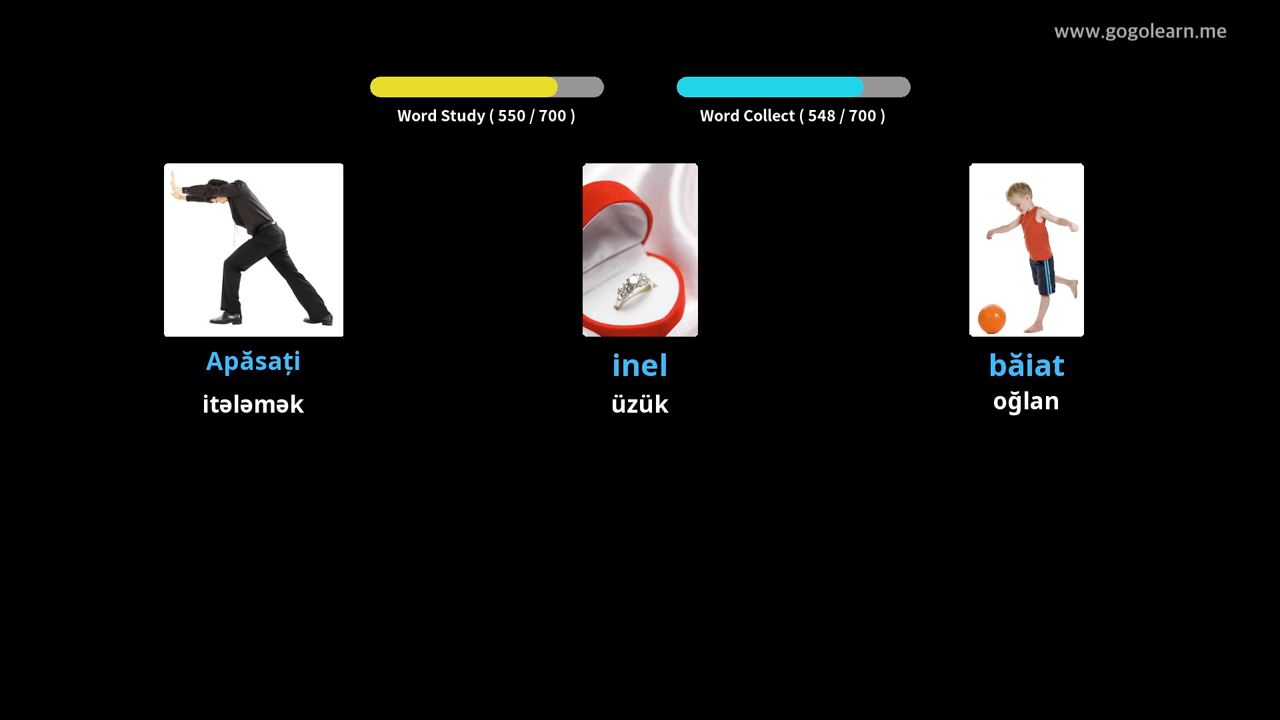 www.gogolearn.me
Word Study ( 550 / 700 )
Word Collect ( 548 / 700 )
Apăsați
inel
băiat
itələmək
üzük
oğlan